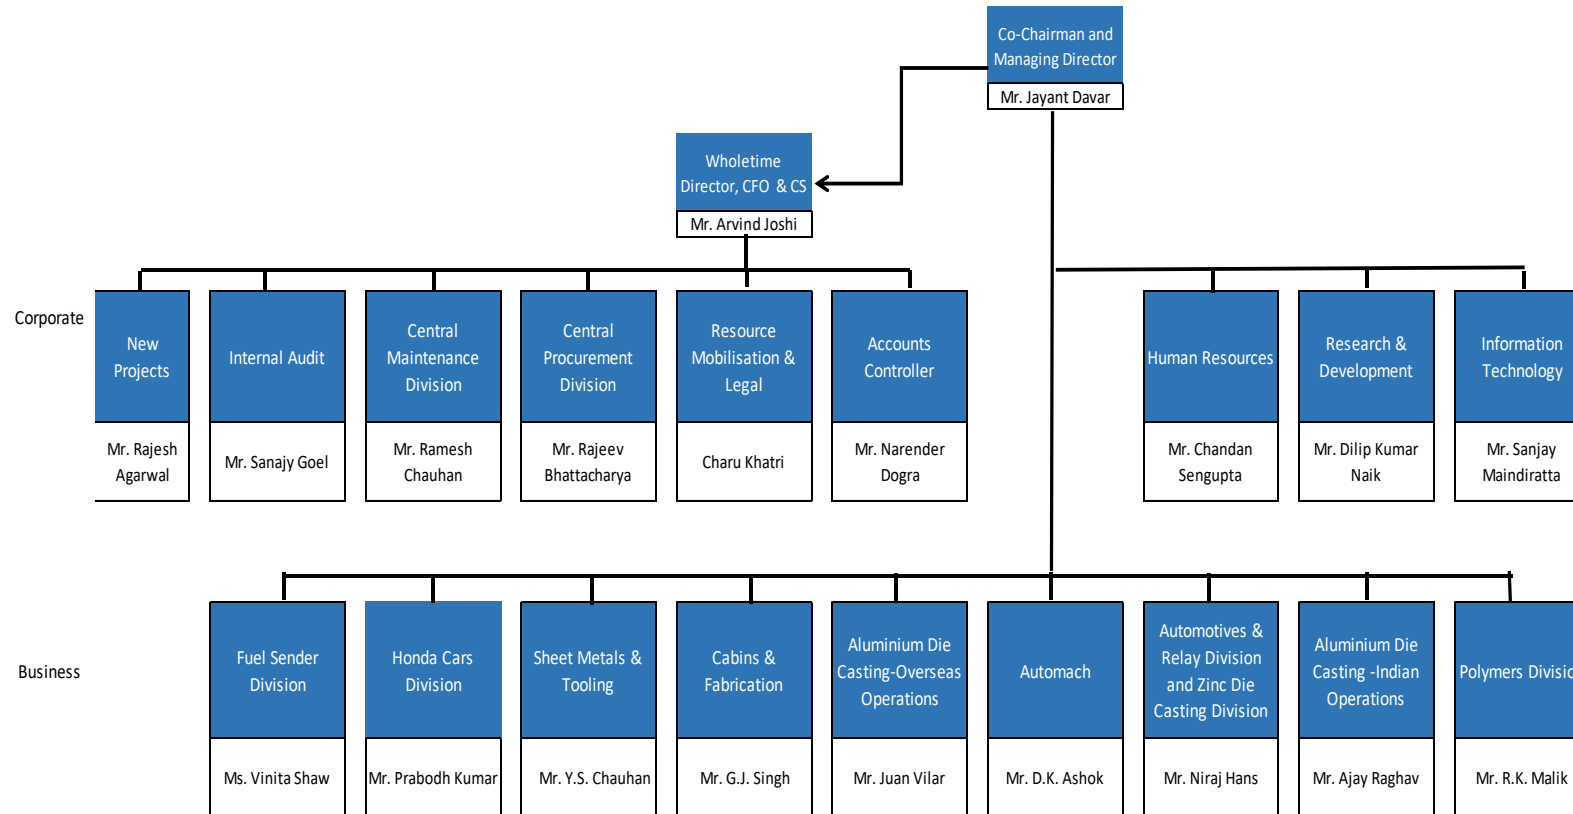 Co-Chairman and
Managing Director
Mr. Jayant Davar
Wholetime
Director, CFO & CS
Mr. Arvind Joshi
Corporate
New
Projects
Mr. Rajesh
Agarwal
Internal Audit
Mr. Sanajy Goel
Central
Maintenance
Division
Mr. Ramesh
Chauhan
Central
Procurement
Division
Mr. Rajeev
Bhattacharya
Resource
Mobilisation &
Legal
Charu Khatri
Accounts
Controller
Mr. Narender
Dogra
Human Resources
Mr. Chandan
Sengupta
Research &
Development
Mr. Dilip Kumar
Naik
Information
Technology
Mr. Sanjay
Maindiratta
Business
Fuel Sender
Division
Ms. Vinita Shaw
Honda Cars
Division
Mr. Prabodh Kumar
Sheet Metals &
Tooling
Mr. Y.S. Chauhan
Cabins &
Fabrication
Mr. G.J. Singh
Aluminium Die
Casting-Overseas
Operations
Mr. Juan Vilar
Automach
Mr. D.K. Ashok
Automotives &
Relay Division
and Zinc Die
Casting Division
Mr. Niraj Hans
Aluminium Die
Casting -Indian
Operations
Mr. Ajay Raghav
Polymers Divisio
Mr. R.K. Malik